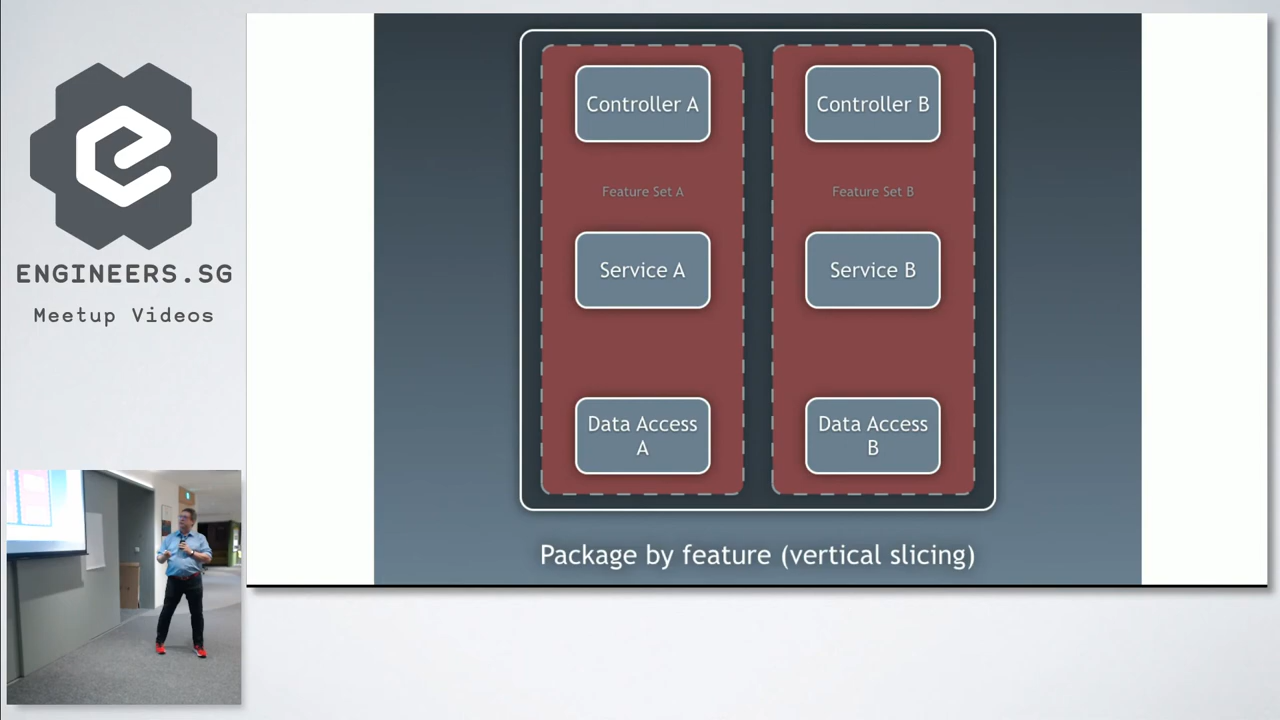 ENGINEERS.SG
Meetup Videos
Controller A
Controller B
Feature Set A
Feature Set B
Service A
Service B
Data Access
A
Data Access
B
Package by feature (vertical slicing)